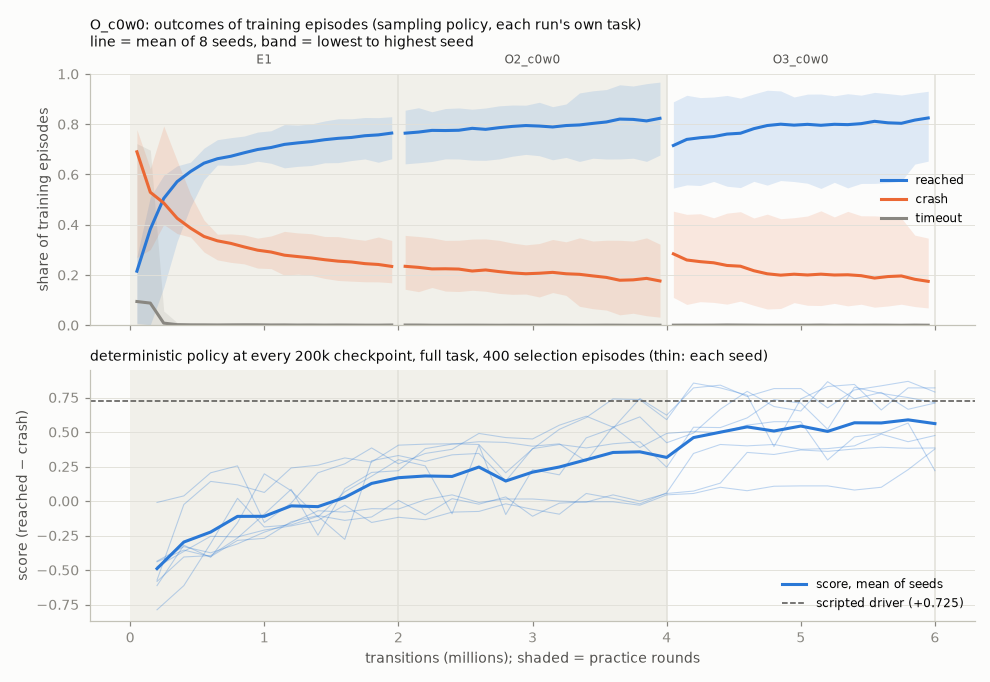 O_c0w0: outcomes of training episodes (sampling policy, each run's own task)
line = mean of 8 seeds, band = lowest to highest seed
E1
O2_c0w0
O3_c0w0
1.0
0.8
0.6
0.4
0.2
0.0
share of training episodes
reached
crash
timeout
deterministic policy at every 200k checkpoint, full task, 400 selection episodes (thin: each seed)
0.75
0.50
0.25
0.00
−0.25
−0.50
−0.75
score (reached − crash)
score, mean of seeds
scripted driver (+0.725)
0
1
2
3
4
5
6
transitions (millions); shaded = practice rounds